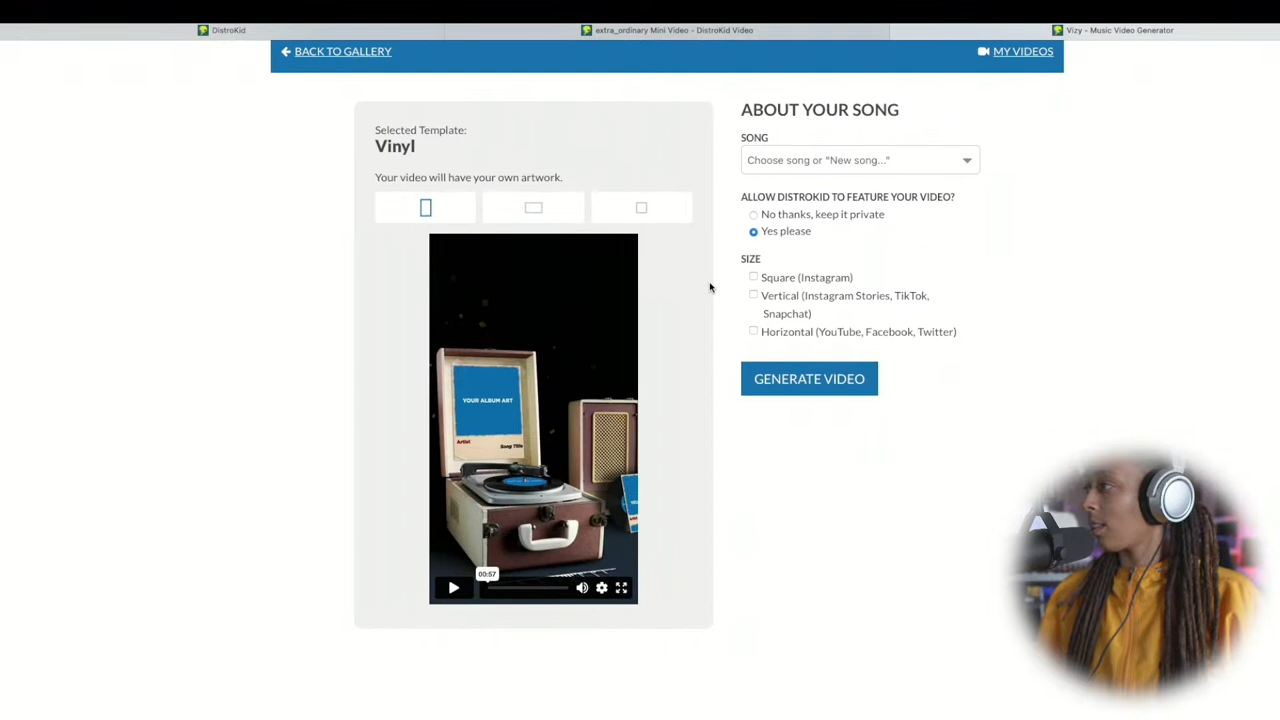 DistroKid
extra_ordinary Mini Video - DistroKid Video
Vizy - Music Video Generator
BACK TO GALLERY
MY VIDEOS
Selected Template:
Vinyl
Your video will have your own artwork.
YOUR ALBUM ART
Artist
Song Title
00:57
ABOUT YOUR SONG
SONG
Choose song or "New song..."
ALLOW DISTROKID TO FEATURE YOUR VIDEO?
No thanks, keep it private
Yes please
SIZE
Square (Instagram)
Vertical (Instagram Stories, TikTok,
Snapchat)
Horizontal (YouTube, Facebook, Twitter)
GENERATE VIDEO